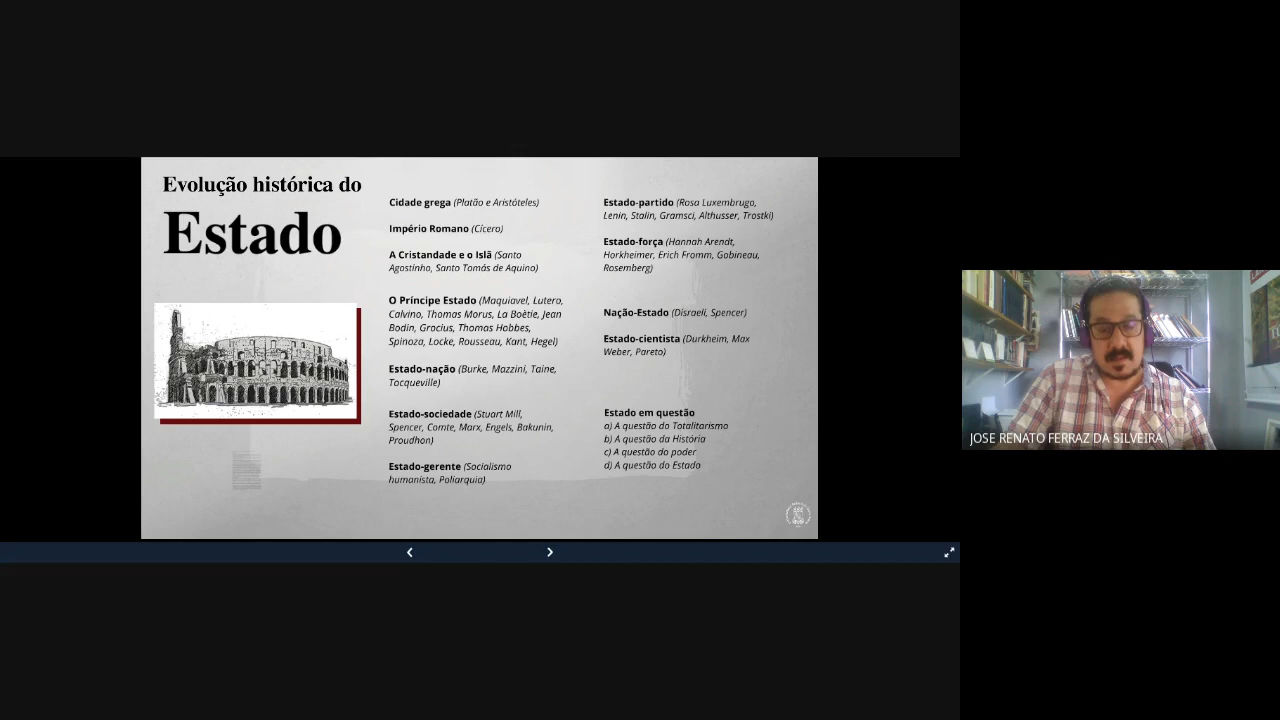 Evolução histórica do
Estado
Cidade grega (Platão e Aristóteles)
Império Romano (Cícero)
A Cristandade e o Islã (Santo
Agostinho, Santo Tomás de Aquino)
O Príncipe Estado (Maquiavel, Lutero,
Calvino, Thomas Morus, La Boètie, Jean
Bodin, Grocius, Thomas Hobbes,
Spinoza, Locke, Rousseau, Kant, Hegel)
Estado-nação (Burke, Mazzini, Taine,
Tocqueville)
Estado-sociedade (Stuart Mill,
Spencer, Comte, Marx, Engels, Bakunin,
Proudhon)
Estado-gerente (Socialismo
humanista, Poliarquia)
Estado-partido (Rosa Luxembrugo,
Lenin, Stalin, Gramsci, Althusser, Trostki)
Estado-força (Hannah Arendt,
Horkheimer, Erich Fromm, Gobineau,
Rosemberg)
Nação-Estado (Disraeli, Spencer)
Estado-cientista (Durkheim, Max
Weber, Pareto)
Estado em questão
a) A questão do Totalitarismo
b) A questão da História
c) A questão do poder
d) A questão do Estado
JOSE RENATO FERRAZ DA SILVEIRA